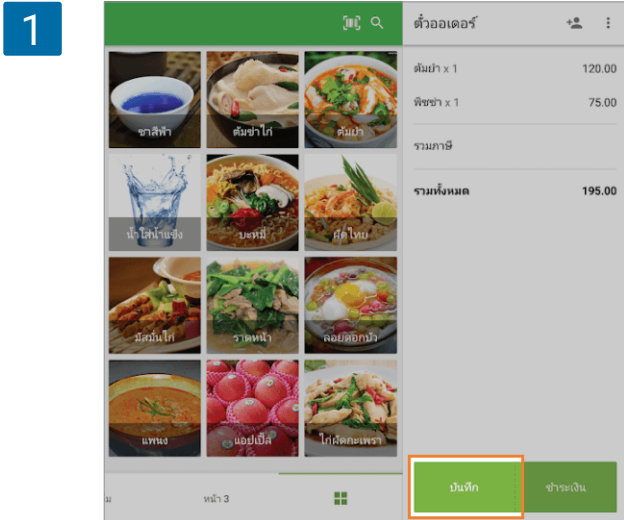 1
ตั๋วออเดอร์
ต้มยำ x 1 120.00
พิซซ่า x 1 75.00
รวมภาษี
รวมทั้งหมด 195.00
ชาสีฟ้า ต้มข่าไก่ ต้มยำ
น้ำใส่น้ำแข็ง บะหมี่ ผัดไทย
มัสมั่นไก่ ราดหน้า ลอยดอกบัว
แพนง แอปเปิ้ล ไก่ผัดกะเพรา
ม หน้า 3
บันทึก ชำระเงิน